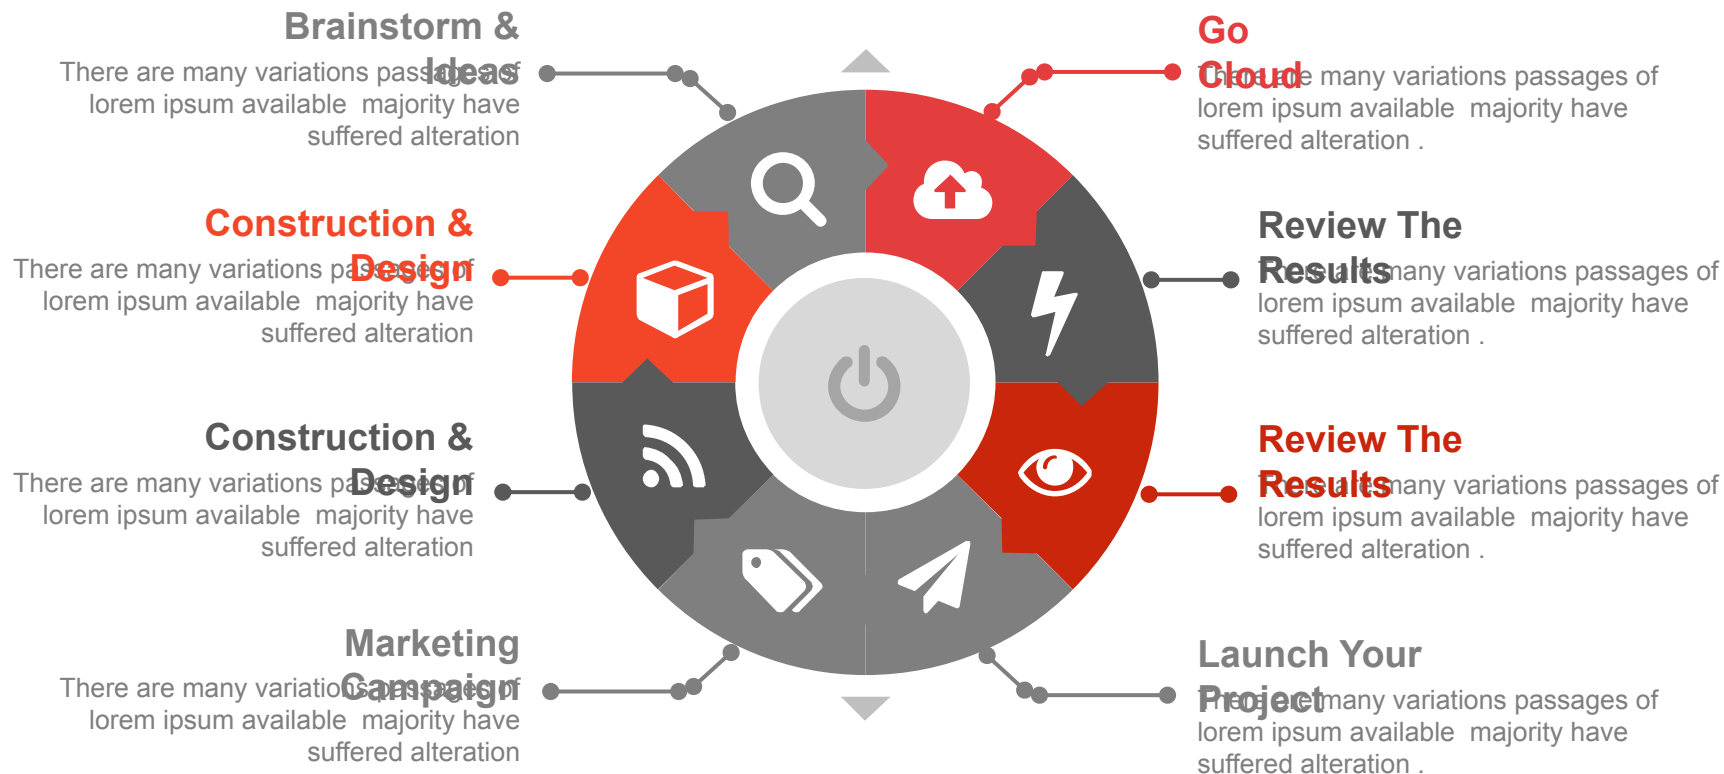 Brainstorm &
Ideas
There are many variations passages of
lorem ipsum available  majority have
suffered alteration
Construction &
Design
There are many variations passages of
lorem ipsum available  majority have
suffered alteration
Construction &
Design
There are many variations passages of
lorem ipsum available  majority have
suffered alteration
Marketing
Campaign
There are many variations passages of
lorem ipsum available  majority have
suffered alteration
Go
Cloud
There are many variations passages of
lorem ipsum available  majority have
suffered alteration .
Review The
Results
There are many variations passages of
lorem ipsum available  majority have
suffered alteration .
Review The
Results
There are many variations passages of
lorem ipsum available  majority have
suffered alteration .
Launch Your
Project
There are many variations passages of
lorem ipsum available  majority have
suffered alteration .